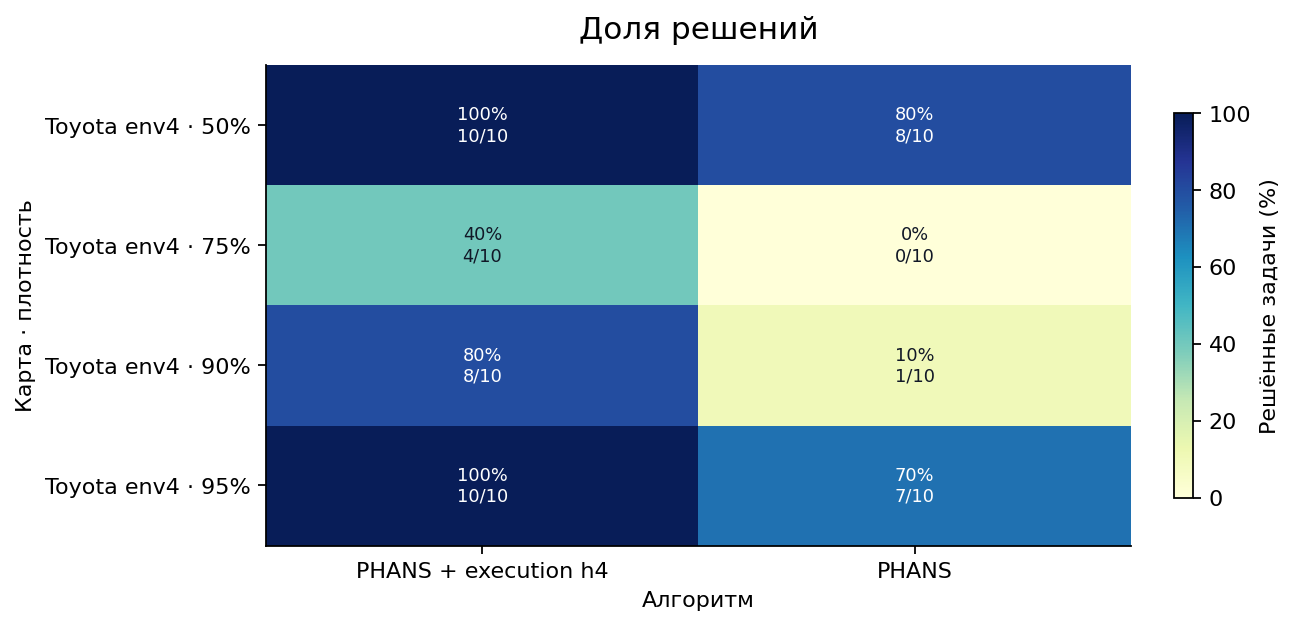 Доля решений
Toyota env4 · 50%
100%
10/10
80%
8/10
Toyota env4 · 75%
40%
4/10
0%
0/10
Toyota env4 · 90%
80%
8/10
10%
1/10
Toyota env4 · 95%
100%
10/10
70%
7/10
Карта · плотность
PHANS + execution h4
PHANS
Алгоритм
100
80
60
40
20
0
Решённые задачи (%)